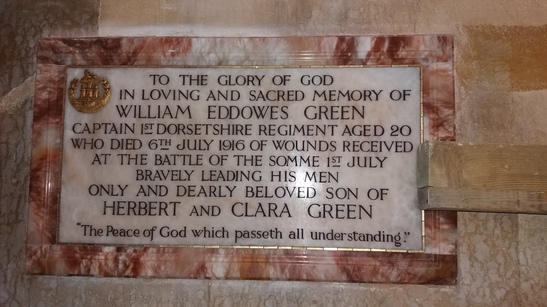 TO THE GLORY OF GOD
IN LOVING AND SACRED MEMORY OF
WILLIAM EDDOWES GREEN
CAPTAIN 1ST DORSETSHIRE REGIMENT AGED 20
WHO DIED 6TH JULY 1916 OF WOUNDS RECEIVED
AT THE BATTLE OF THE SOMME 1ST JULY
BRAVELY LEADING HIS MEN
ONLY AND DEARLY BELOVED SON OF
HERBERT AND CLARA GREEN
"The Peace of God which passeth all understanding."